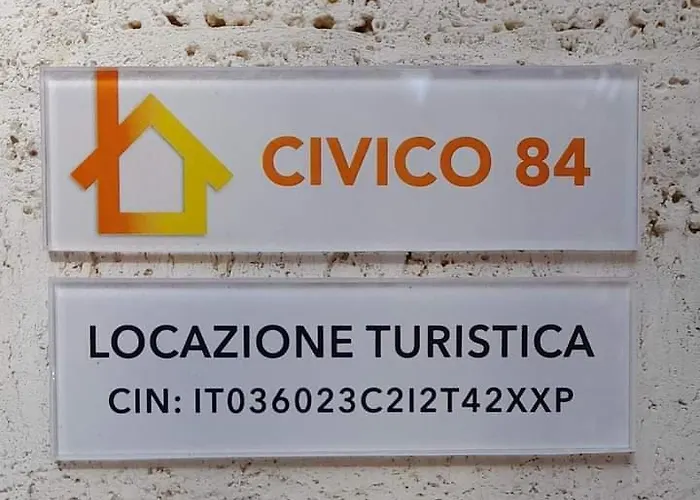 CIVICO 84
LOCAZIONE TURISTICA
CIN: IT036023C2I2T42XXP